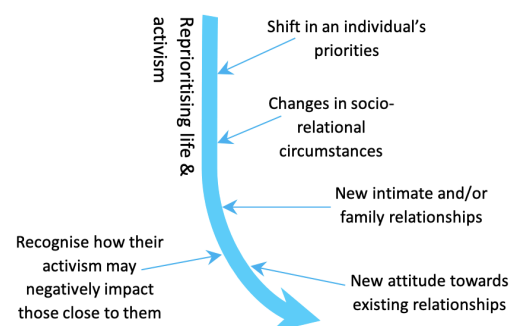 Reprioritising life &
activism
Shift in an individual's
priorities
Changes in socio-
relational
circumstances
New intimate and/or
family relationships
Recognise how their
activism may
negatively impact
those close to them
New attitude towards
existing relationships